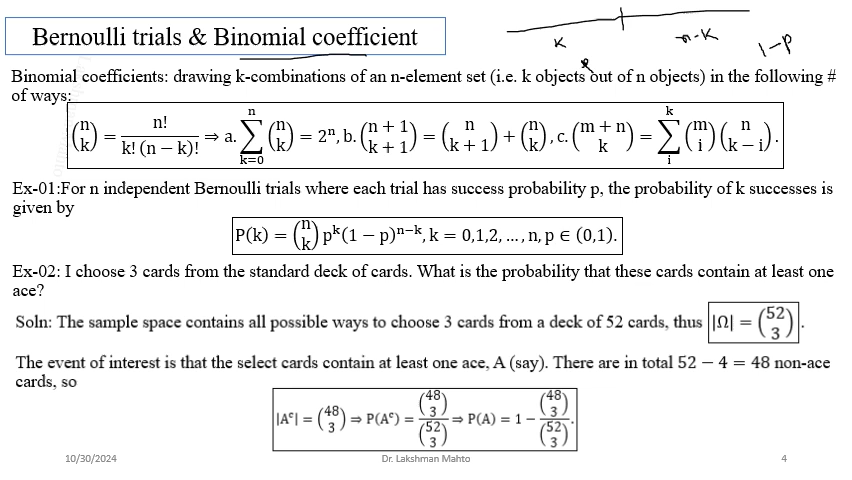 Bernoulli trials & Binomial coefficient
k n-k 1-p
p
Binomial coefficients: drawing k-combinations of an n-element set (i.e. k objects out of n objects) in the following #
of ways:
(n k) = n! / k! (n − k)! ⇒ a. ∑_{k=0}^{n} (n k) = 2ⁿ, b. (n + 1 k + 1) = (n k + 1) + (n k), c. (m + n k) = ∑_{i}^{k} (m i) (n k − i).
Ex-01:For n independent Bernoulli trials where each trial has success probability p, the probability of k successes is
given by
P(k) = (n k) pᵏ(1 − p)ⁿ⁻ᵏ, k = 0,1,2, ..., n, p ∈ (0,1).
Ex-02: I choose 3 cards from the standard deck of cards. What is the probability that these cards contain at least one
ace?
Soln: The sample space contains all possible ways to choose 3 cards from a deck of 52 cards, thus |Ω| = (52 3).
The event of interest is that the select cards contain at least one ace, A (say). There are in total 52 − 4 = 48 non-ace
cards, so
|Aᶜ| = (48 3) ⇒ P(Aᶜ) = (48 3) / (52 3) ⇒ P(A) = 1 − (48 3) / (52 3).
10/30/2024 Dr. Lakshman Mahto 4